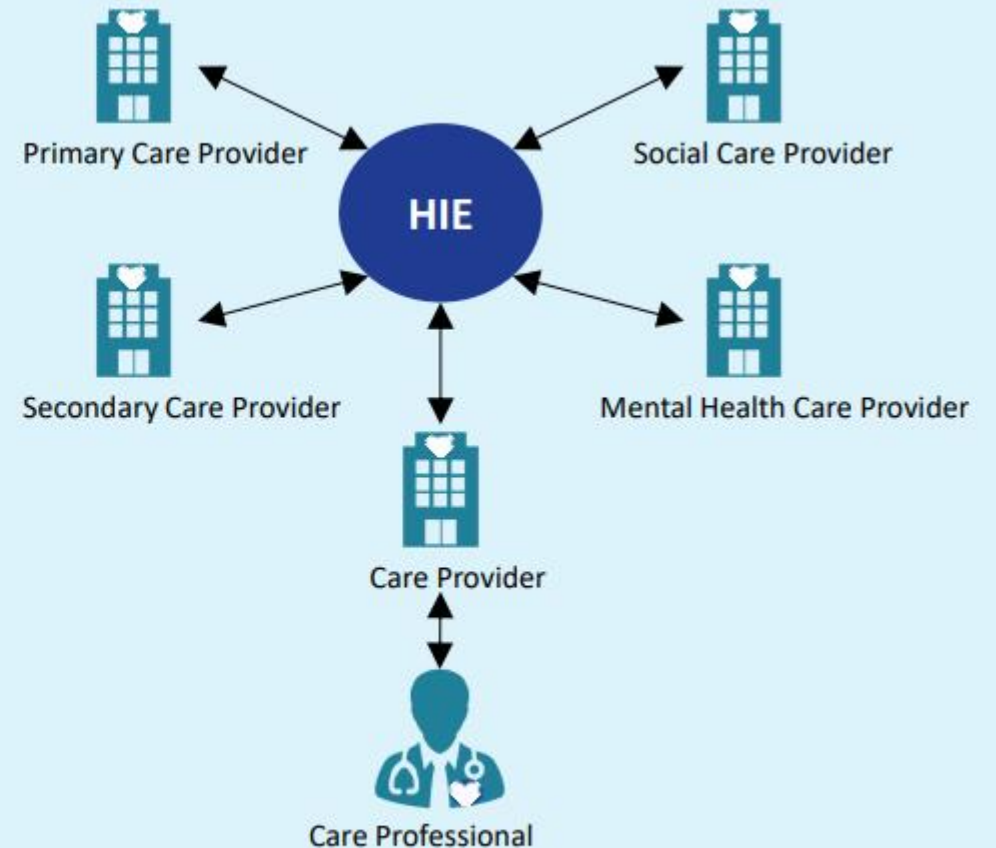 Primary Care Provider
Social Care Provider
HIE
Secondary Care Provider
Mental Health Care Provider
Care Provider
Care Professional